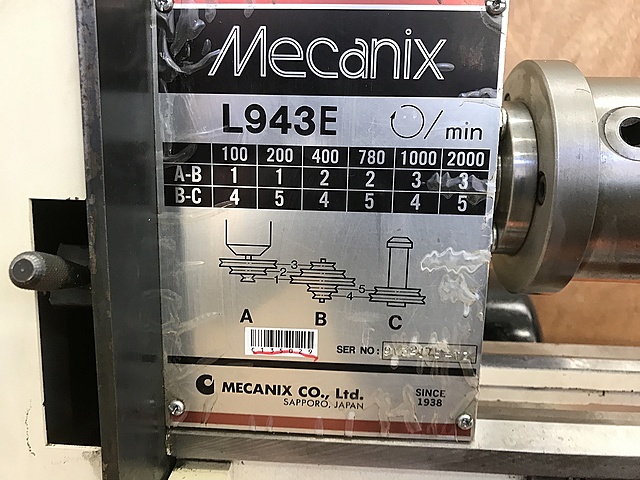 Mecanix
L943E /min
100 200 400 780 1000 2000
A-B 1 1 2 2 3 3
B-C 4 5 4 5 4 5
3
2
1
5
4
A B C
SER NO:
MECANIX CO., Ltd.
SAPPORO, JAPAN
SINCE
1938